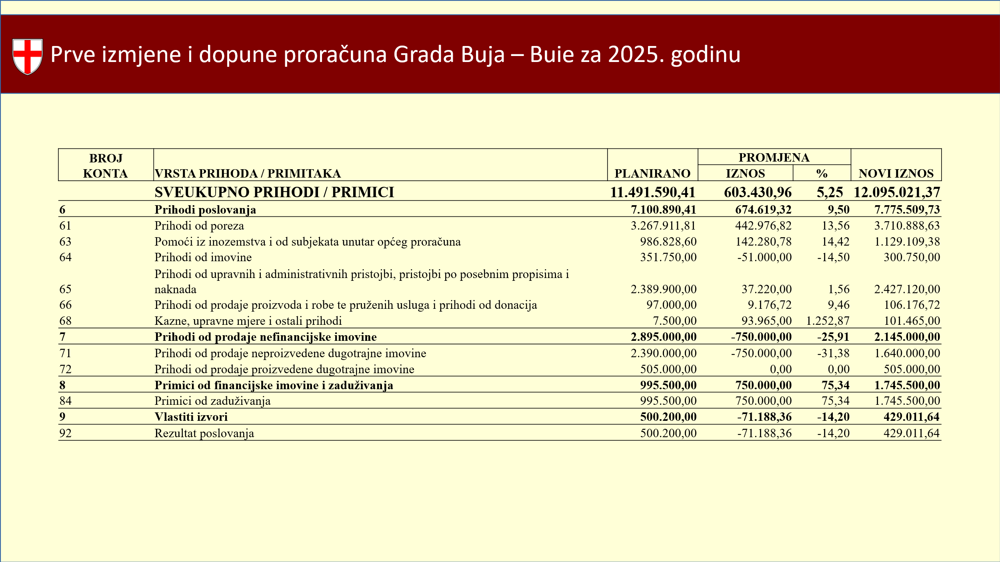 Prve izmjene i dopune proračuna Grada Buja – Buie za 2025. godinu
BROJ KONTA VRSTA PRIHODA / PRIMITAKA PLANIRANO PROMJENA IZNOS % NOVI IZNOS
SVEUKUPNO PRIHODI / PRIMICI 11.491.590,41 603.430,96 5,25 12.095.021,37
6 Prihodi poslovanja 7.100.890,41 674.619,32 9,50 7.775.509,73
61 Prihodi od poreza 3.267.911,81 442.976,82 13,56 3.710.888,63
63 Pomoći iz inozemstva i od subjekata unutar općeg proračuna 986.828,60 142.280,78 14,42 1.129.109,38
64 Prihodi od imovine 351.750,00 -51.000,00 -14,50 300.750,00
Prihodi od upravnih i administrativnih pristojbi, pristojbi po posebnim propisima i
65 naknada 2.389.900,00 37.220,00 1,56 2.427.120,00
66 Prihodi od prodaje proizvoda i robe te pruženih usluga i prihodi od donacija 97.000,00 9.176,72 9,46 106.176,72
68 Kazne, upravne mjere i ostali prihodi 7.500,00 93.965,00 1.252,87 101.465,00
7 Prihodi od prodaje nefinancijske imovine 2.895.000,00 -750.000,00 -25,91 2.145.000,00
71 Prihodi od prodaje neproizvedene dugotrajne imovine 2.390.000,00 -750.000,00 -31,38 1.640.000,00
72 Prihodi od prodaje proizvedene dugotrajne imovine 505.000,00 0,00 0,00 505.000,00
8 Primici od financijske imovine i zaduživanja 995.500,00 750.000,00 75,34 1.745.500,00
84 Primici od zaduživanja 995.500,00 750.000,00 75,34 1.745.500,00
9 Vlastiti izvori 500.200,00 -71.188,36 -14,20 429.011,64
92 Rezultat poslovanja 500.200,00 -71.188,36 -14,20 429.011,64